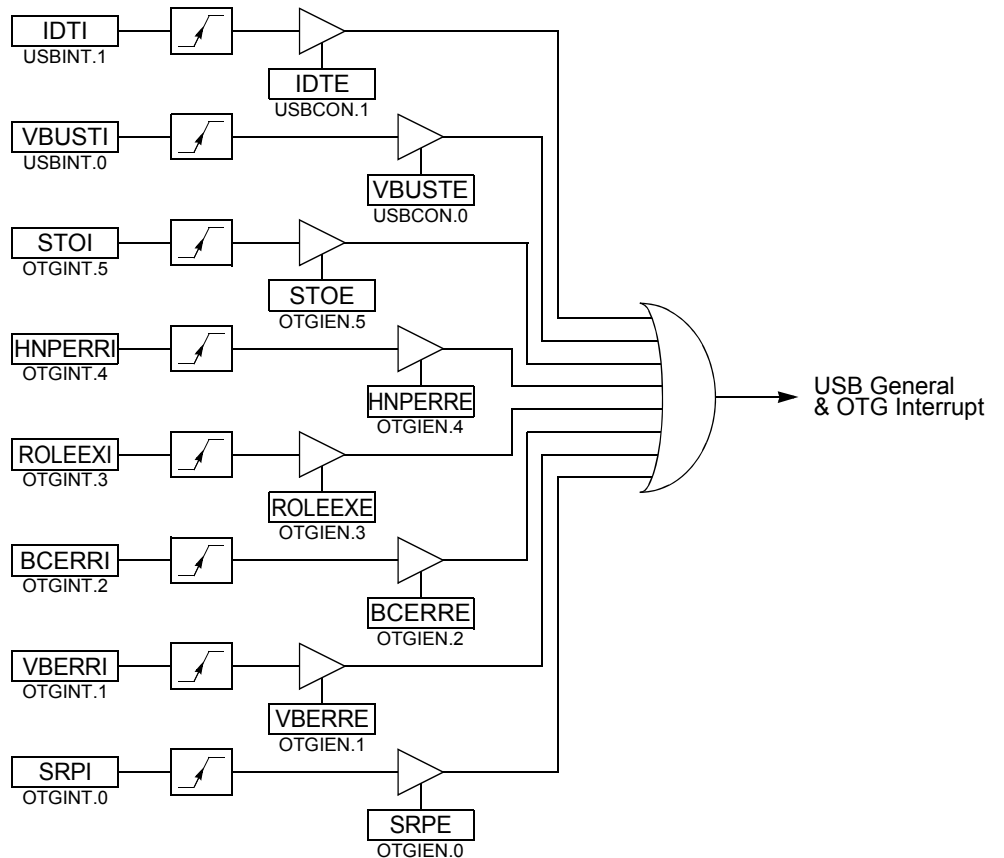 IDTI
USBINT.1
IDTE
USBCON.1
VBUSTI
USBINT.0
VBUSTE
USBCON.0
STOI
OTGINT.5
STOE
OTGIEN.5
HNPERRI
OTGINT.4
HNPERRE
OTGIEN.4
USB General
& OTG Interrupt
ROLEEXI
OTGINT.3
ROLEEXE
OTGIEN.3
BCERRI
OTGINT.2
BCERRE
OTGIEN.2
VBERRI
OTGINT.1
VBERRE
OTGIEN.1
SRPI
OTGINT.0
SRPE
OTGIEN.0